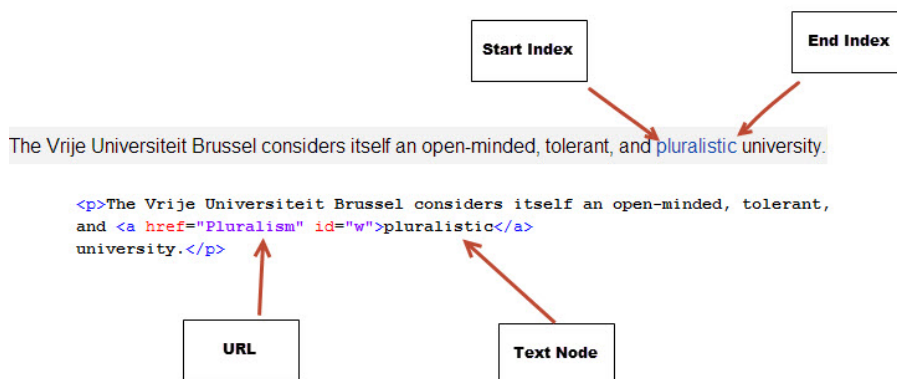 Start Index
End Index
The Vrije Universiteit Brussel considers itself an open-minded, tolerant, and pluralistic university.
<p>The Vrije Universiteit Brussel considers itself an open-minded, tolerant,
and <a href="Pluralism" id="w">pluralistic</a>
university.</p>
URL
Text Node